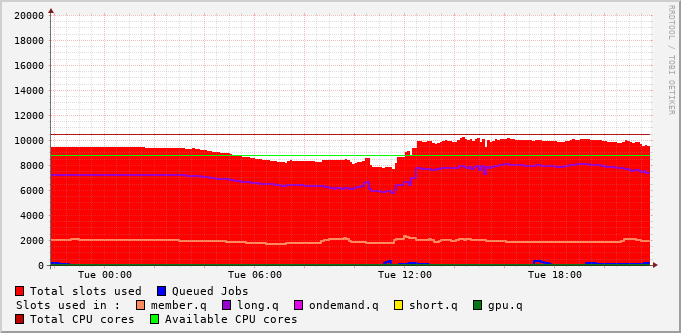 20000
18000
16000
14000
12000
10000
8000
6000
4000
2000
0
Tue 00:00 Tue 06:00 Tue 12:00 Tue 18:00
RRDTOOL / TOBI OETIKER
Total slots used Queued Jobs
Slots used in : member.q long.q ondemand.q short.q gpu.q
Total CPU cores Available CPU cores